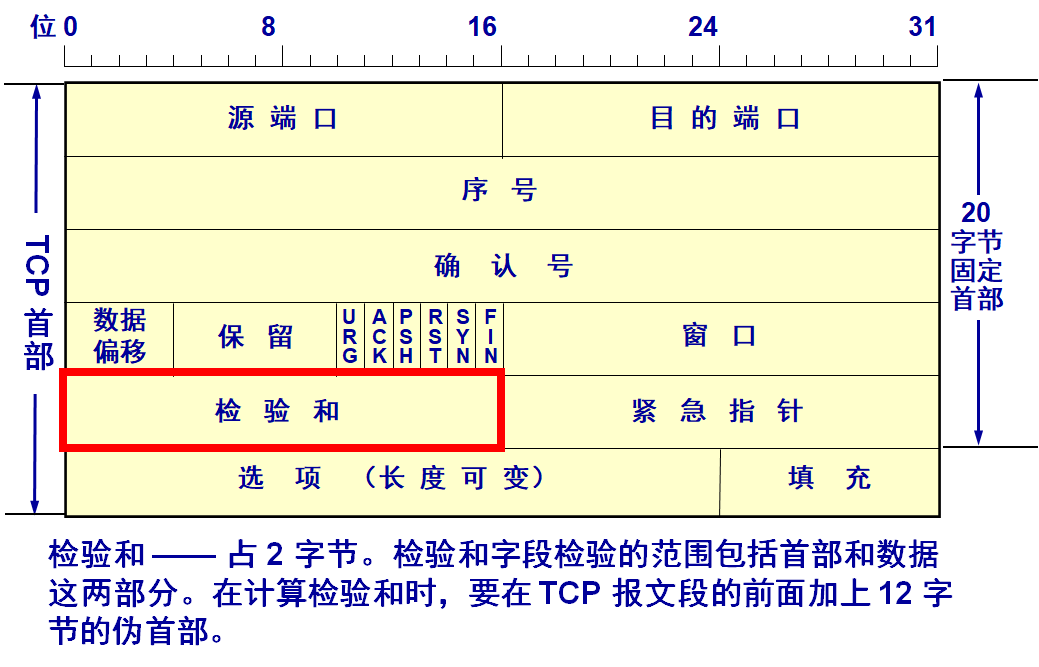 位 0 8 16 24 31
源 端 口 目 的 端 口
序 号
确 认 号
数据
偏移
保 留
URG
ACK
PSH
RST
SYN
FIN
窗 口
检 验 和 紧 急 指 针
选 项 （长 度 可 变） 填 充
TCP 首部
20
字节
固定
首部
检验和 —— 占 2 字节。检验和字段检验的范围包括首部和数据
这两部分。在计算检验和时，要在 TCP 报文段的前面加上 12 字
节的伪首部。